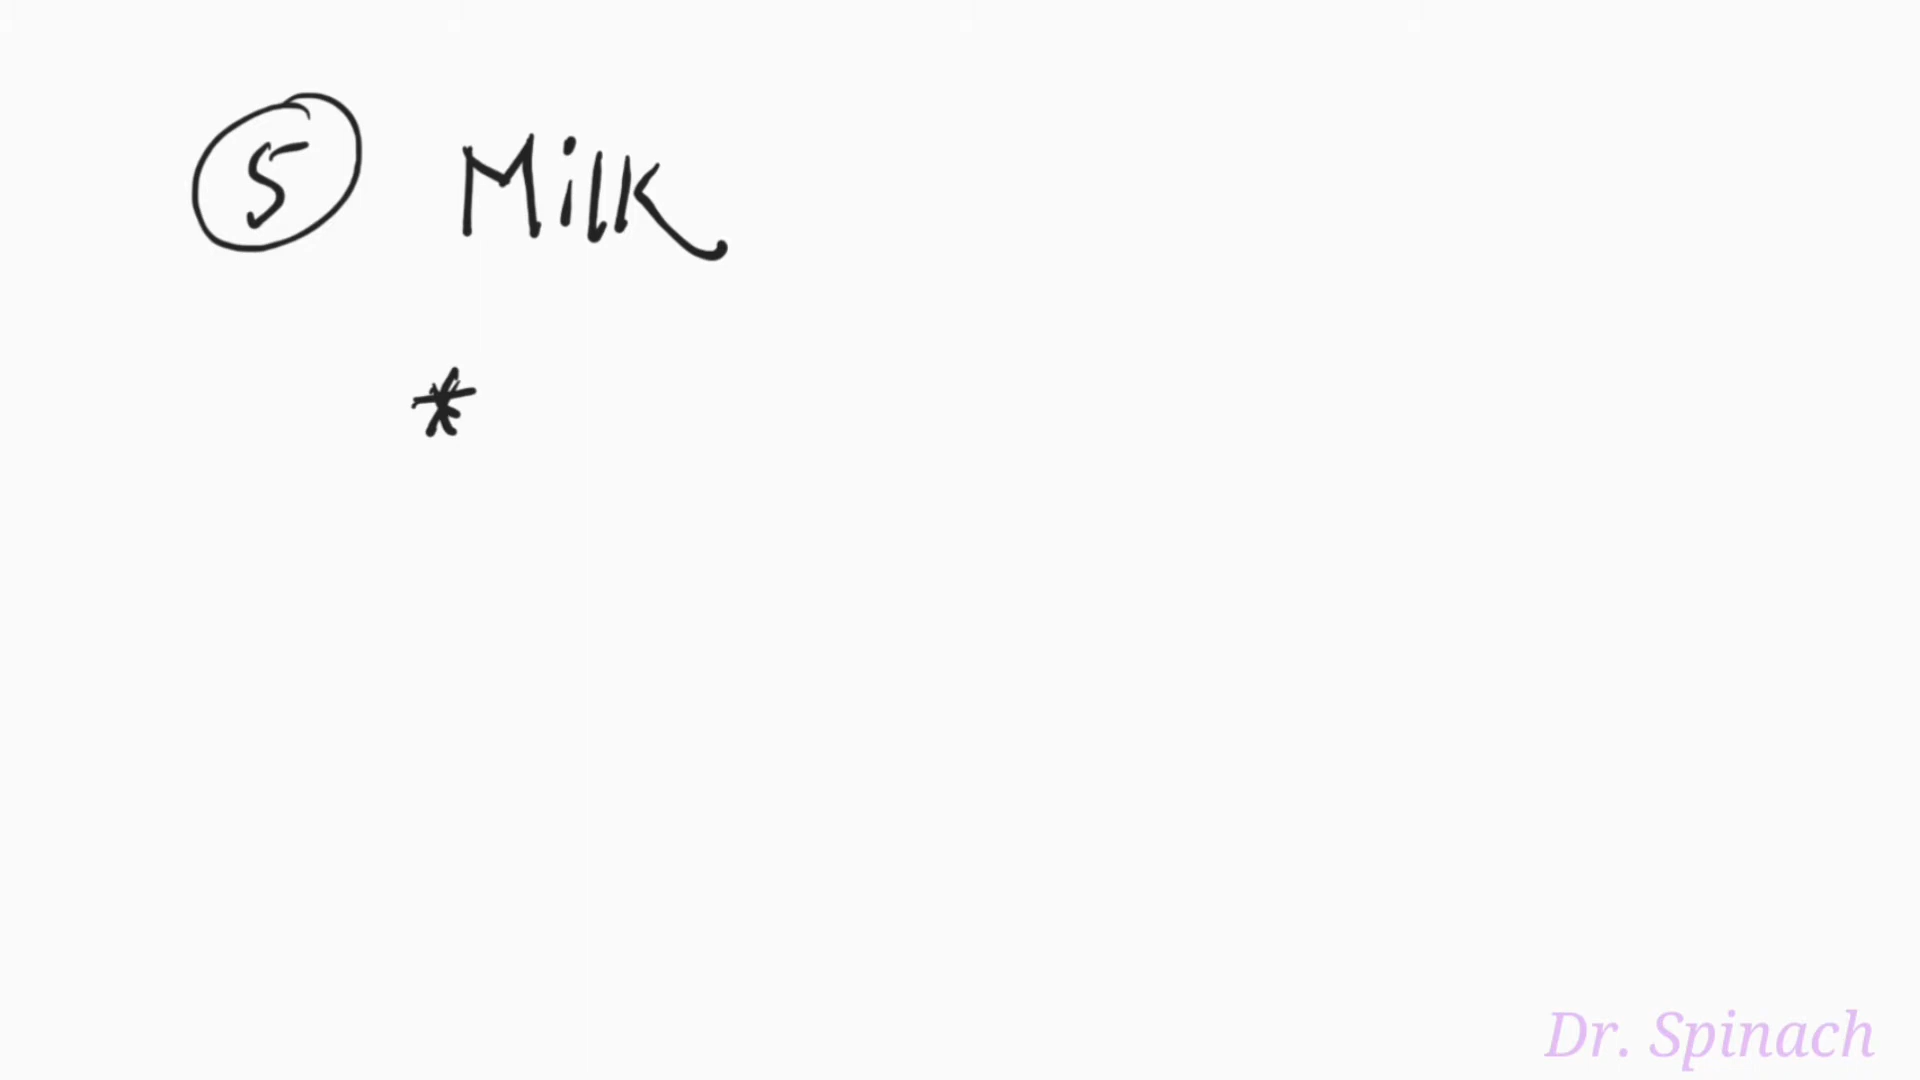 ⑤ Milk
*
Dr. Spinach